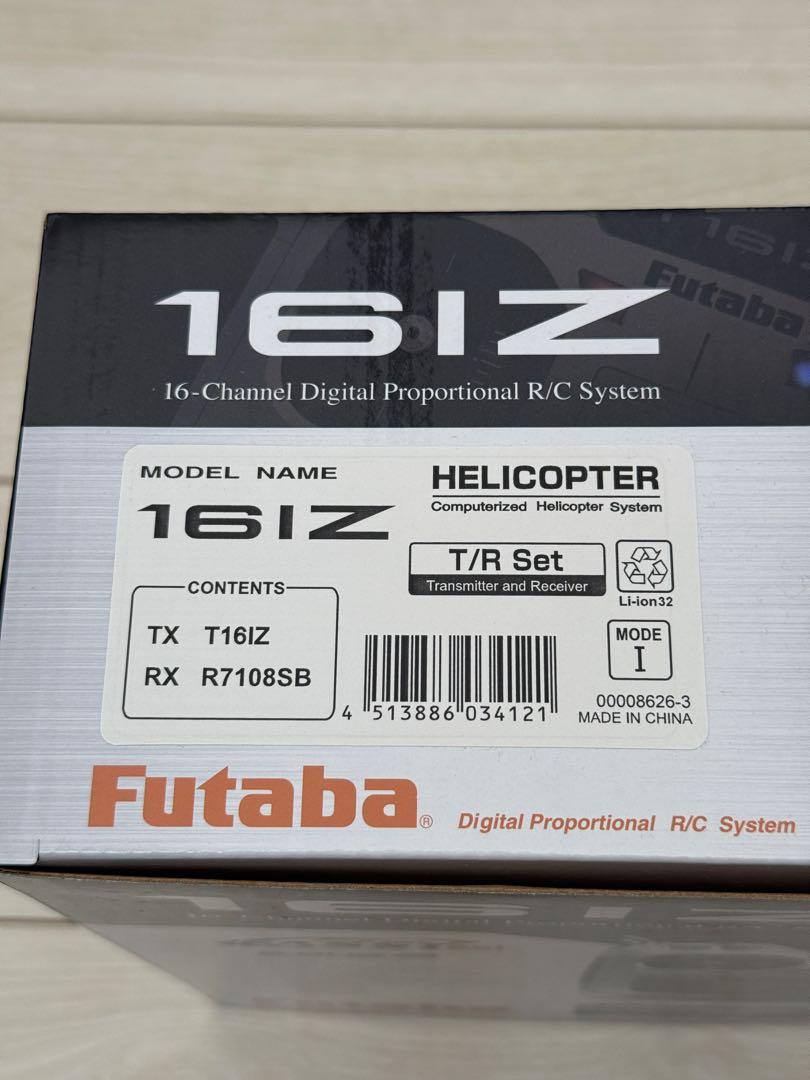 16IZ
Futaba
16IZ
16-Channel Digital Proportional R/C System
MODEL NAME
16IZ
HELICOPTER
Computerized Helicopter System
T/R Set
Transmitter and Receiver
Li-ion32
CONTENTS
TX T16IZ
RX R7108SB
MODE
I
4 513886 034121
00008626-3
MADE IN CHINA
Futaba®
Digital Proportional R/C System
16IZ